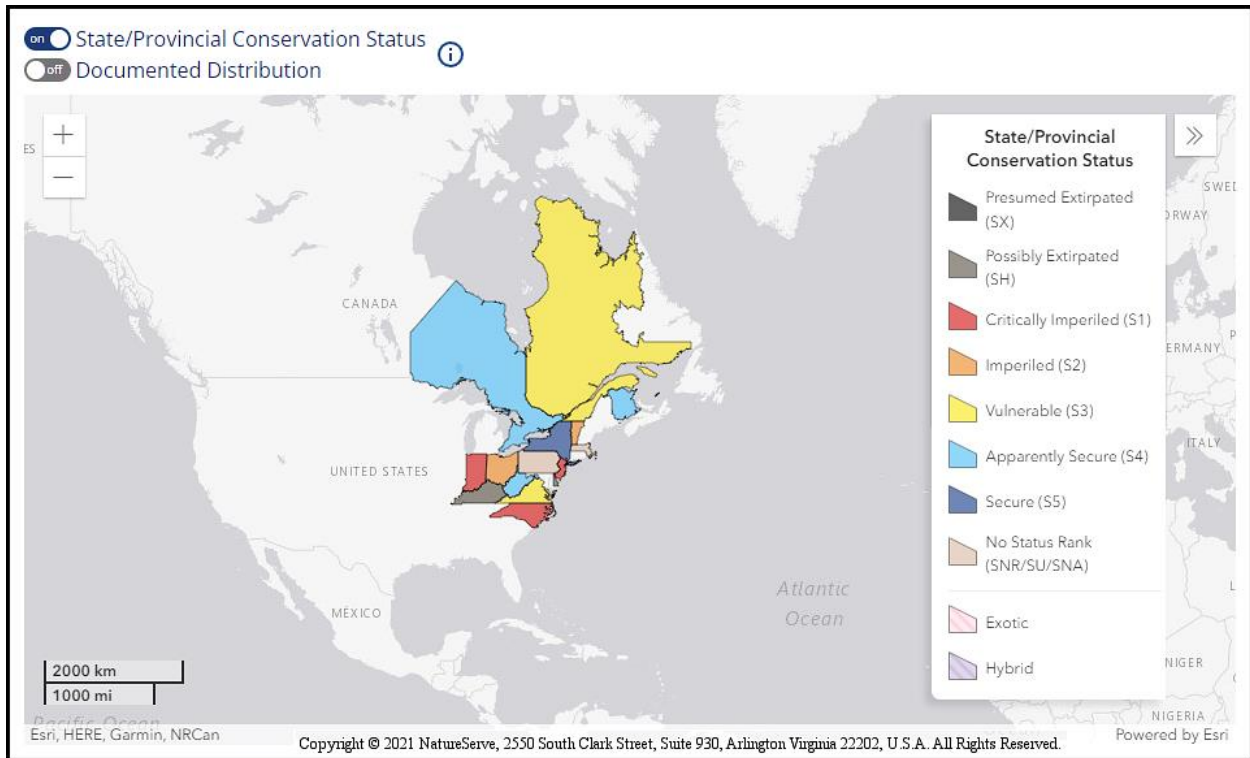 on State/Provincial Conservation Status
off Documented Distribution
i
+
−
CANADA
UNITED STATES
MÉXICO
Atlantic
Ocean
Pacific Ocean
2000 km
1000 mi
State/Provincial
Conservation Status
Presumed Extirpated
(SX)
Possibly Extirpated
(SH)
Critically Imperiled (S1)
Imperiled (S2)
Vulnerable (S3)
Apparently Secure (S4)
Secure (S5)
No Status Rank
(SNR/SU/SNA)
Exotic
Hybrid
ES
SWE
RWAY
ERMANY
ITALY
NIGER
NIGERIA
Esri, HERE, Garmin, NRCan
Copyright © 2021 NatureServe, 2550 South Clark Street, Suite 930, Arlington Virginia 22202, U.S.A. All Rights Reserved.
Powered by Esri